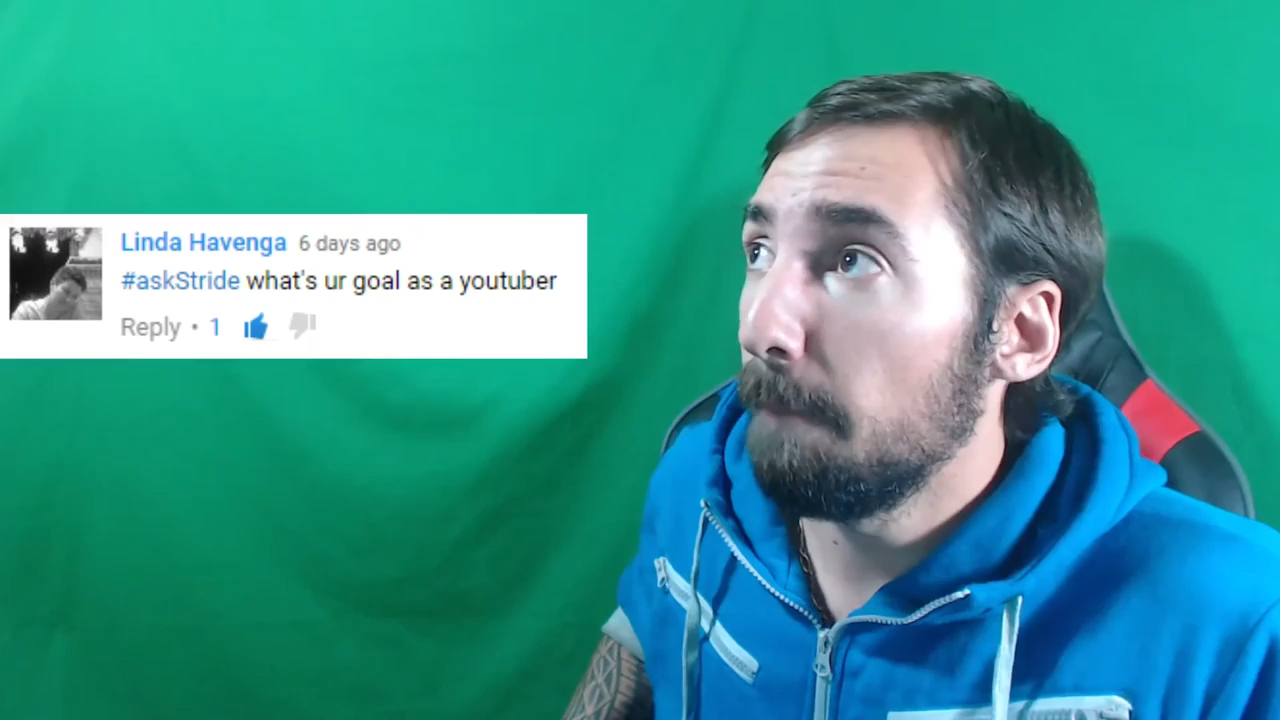 Linda Havenga 6 days ago
#askStride what's ur goal as a youtuber
Reply • 1